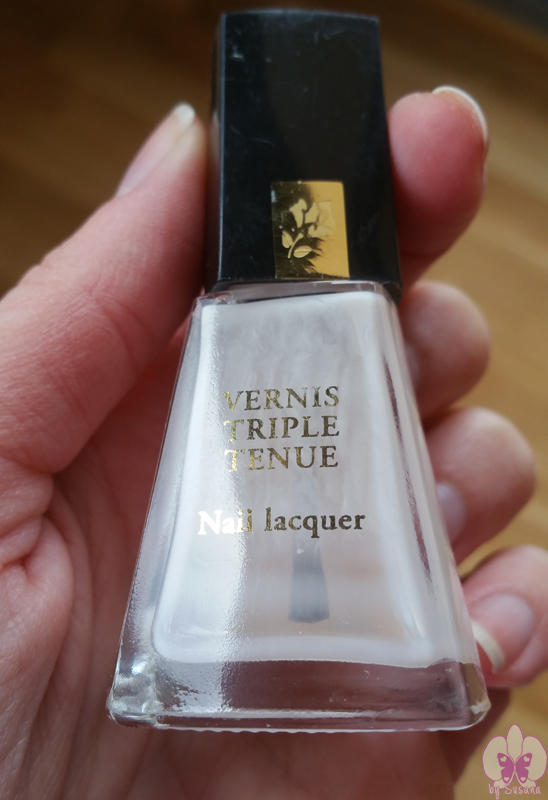 VERNIS
TRIPLE
TENUE
Nail lacquer
by Susana